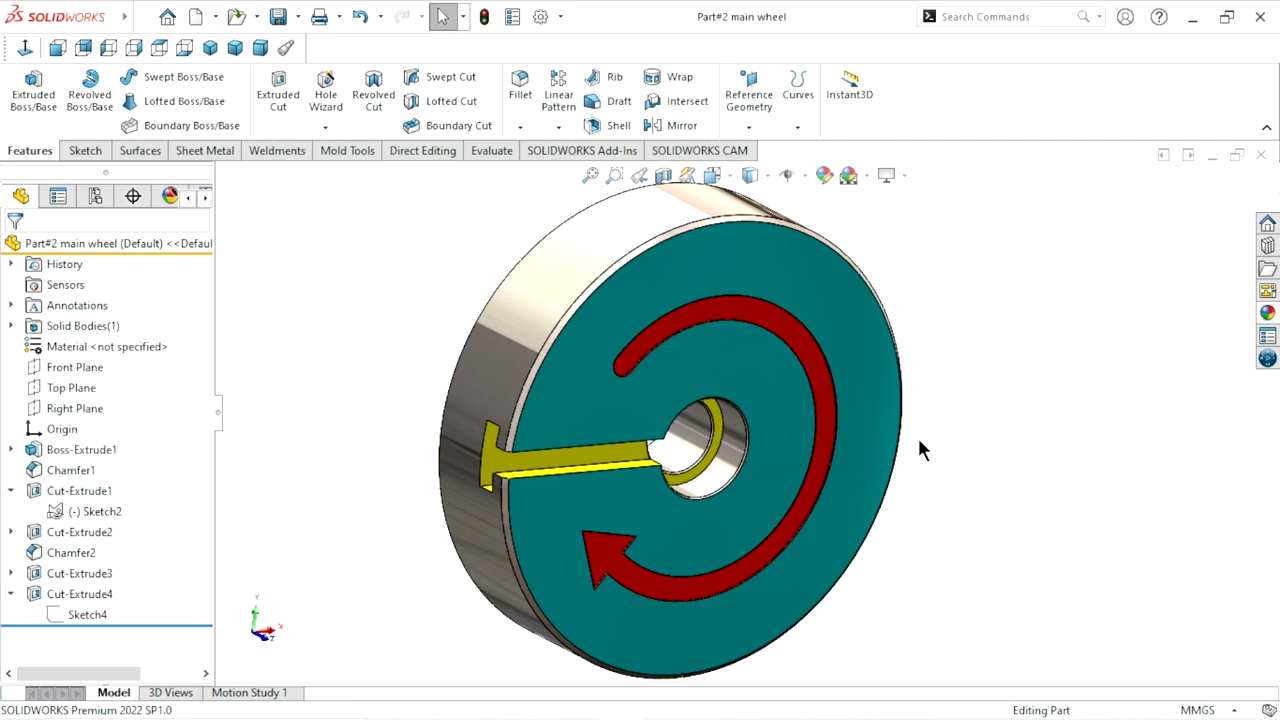 SOLIDWORKS
Part#2 main wheel
Search Commands
Extruded Boss/Base
Revolved Boss/Base
Swept Boss/Base
Lofted Boss/Base
Boundary Boss/Base
Extruded Cut
Hole Wizard
Revolved Cut
Swept Cut
Lofted Cut
Boundary Cut
Fillet
Linear Pattern
Rib
Draft
Shell
Wrap
Intersect
Mirror
Reference Geometry
Curves
Instant3D
Features Sketch Surfaces Sheet Metal Weldments Mold Tools Direct Editing Evaluate SOLIDWORKS Add-Ins SOLIDWORKS CAM
Part#2 main wheel (Default) <<Defaul
History
Sensors
Annotations
Solid Bodies(1)
Material <not specified>
Front Plane
Top Plane
Right Plane
Origin
Boss-Extrude1
Chamfer1
Cut-Extrude1
(-) Sketch2
Cut-Extrude2
Chamfer2
Cut-Extrude3
Cut-Extrude4
Sketch4
Y
X
Z
Model 3D Views Motion Study 1
SOLIDWORKS Premium 2022 SP1.0 Editing Part MMGS